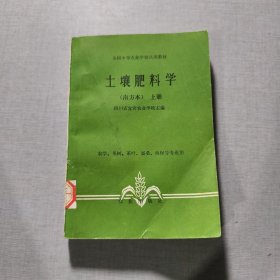 全国中等农业学校试用教材
土壤肥料学
（南方本） 上册
四川省宜宾农业学校主编
农学、果树、茶叶、蚕桑、植保等专业用